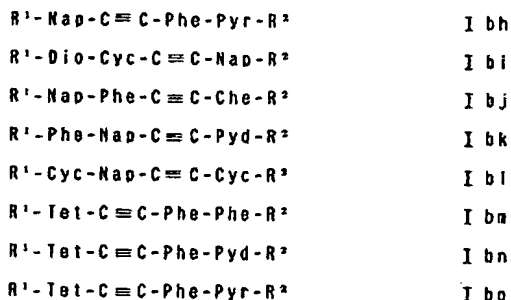 R¹-Nap-C≡C-Phe-Pyr-R² I bh
R¹-Dio-Cyc-C≡C-Nap-R² I bi
R¹-Nap-Phe-C≡C-Che-R² I bj
R¹-Phe-Nap-C≡C-Pyd-R² I bk
R¹-Cyc-Nap-C≡C-Cyc-R² I bl
R¹-Tet-C≡C-Phe-Phe-R² I bm
R¹-Tet-C≡C-Phe-Pyd-R² I bn
R¹-Tet-C≡C-Phe-Pyr-R² I bo